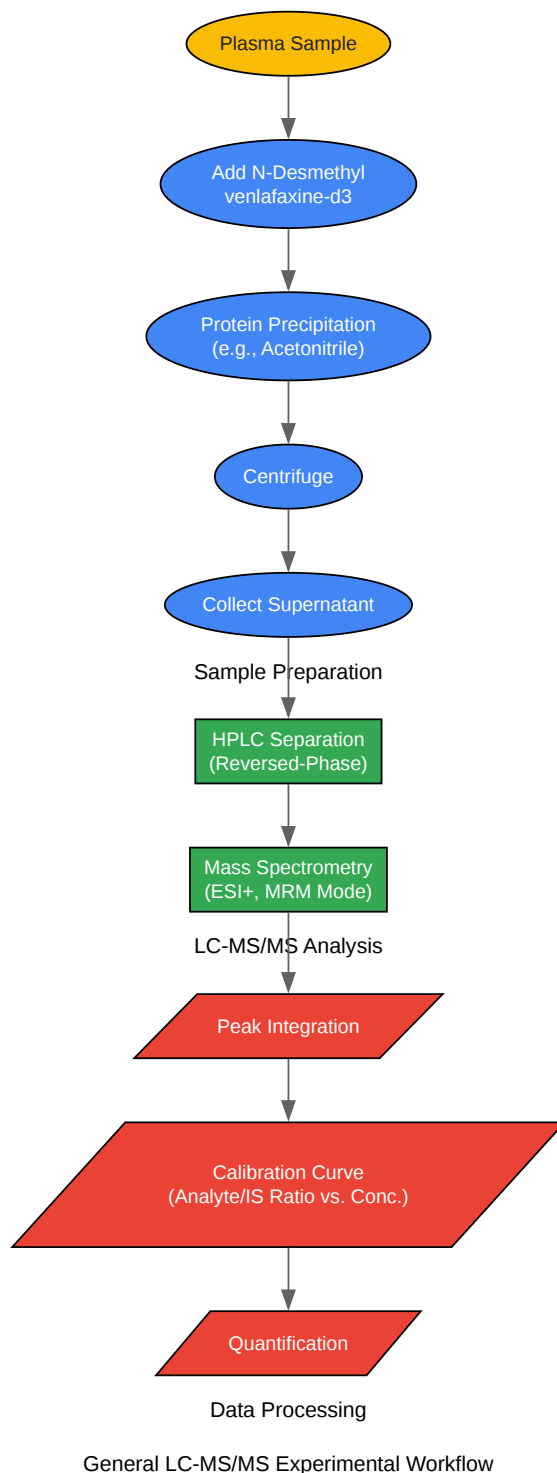 Plasma Sample
Add N-Desmethyl
venlafaxine-d3
Protein Precipitation
(e.g., Acetonitrile)
Centrifuge
Collect Supernatant
Sample Preparation
HPLC Separation
(Reversed-Phase)
Mass Spectrometry
(ESI+, MRM Mode)
LC-MS/MS Analysis
Peak Integration
Calibration Curve
(Analyte/IS Ratio vs. Conc.)
Quantification
Data Processing
General LC-MS/MS Experimental Workflow